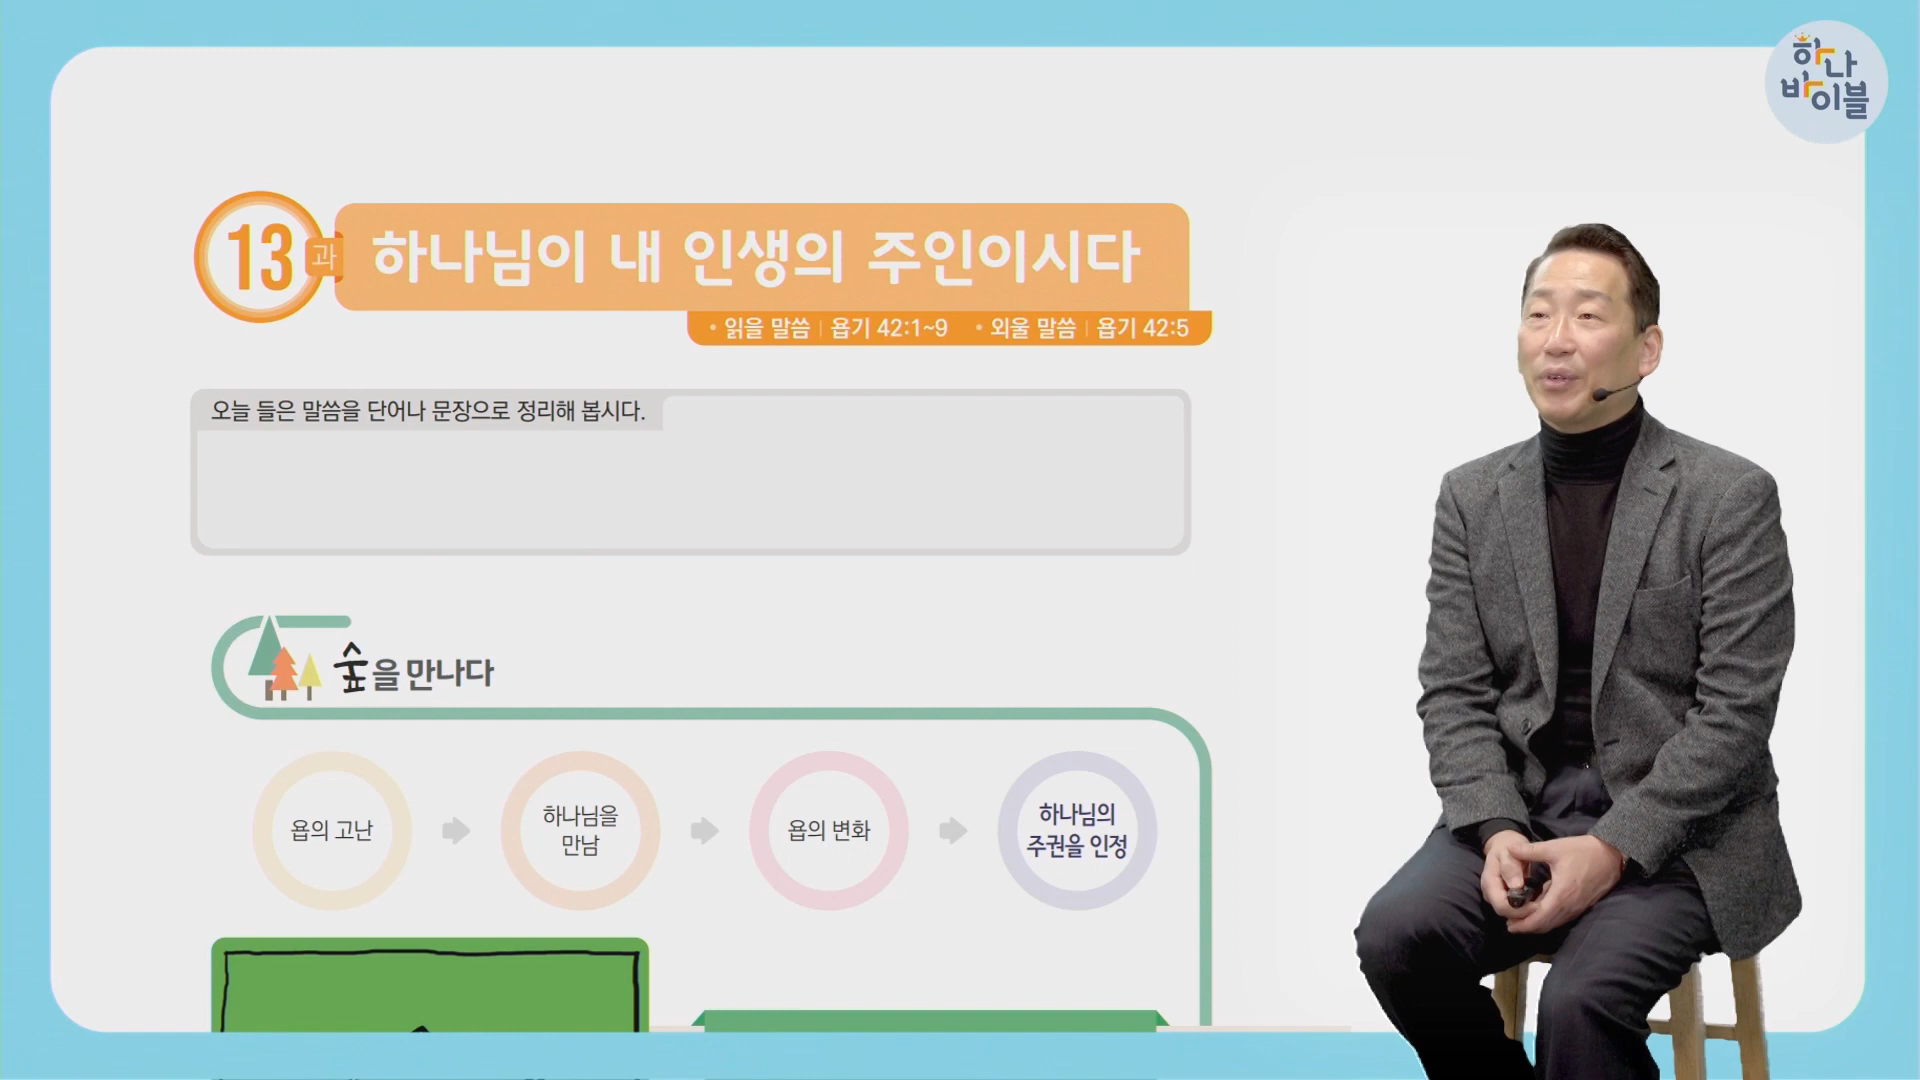 하나
바이블
13과 하나님이 내 인생의 주인이시다
• 읽을 말씀 | 욥기 42:1~9 • 외울 말씀 | 욥기 42:5
오늘 들은 말씀을 단어나 문장으로 정리해 봅시다.
숲을 만나다
욥의 고난
하나님을
만남
욥의 변화
하나님의
주권을 인정